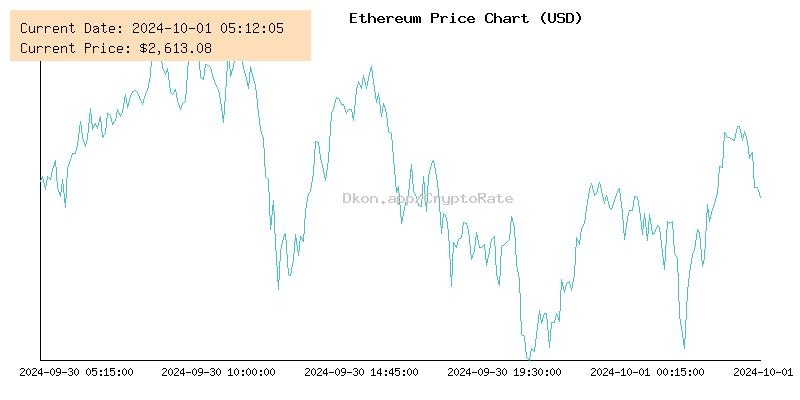 Ethereum Price Chart (USD)
Current Date: 2024-10-01 05:12:05
Current Price: $2,613.08
Dkon.app/CryptoRate
2024-09-30 05:15:00 2024-09-30 10:00:00 2024-09-30 14:45:00 2024-09-30 19:30:00 2024-10-01 00:15:00 2024-10-01